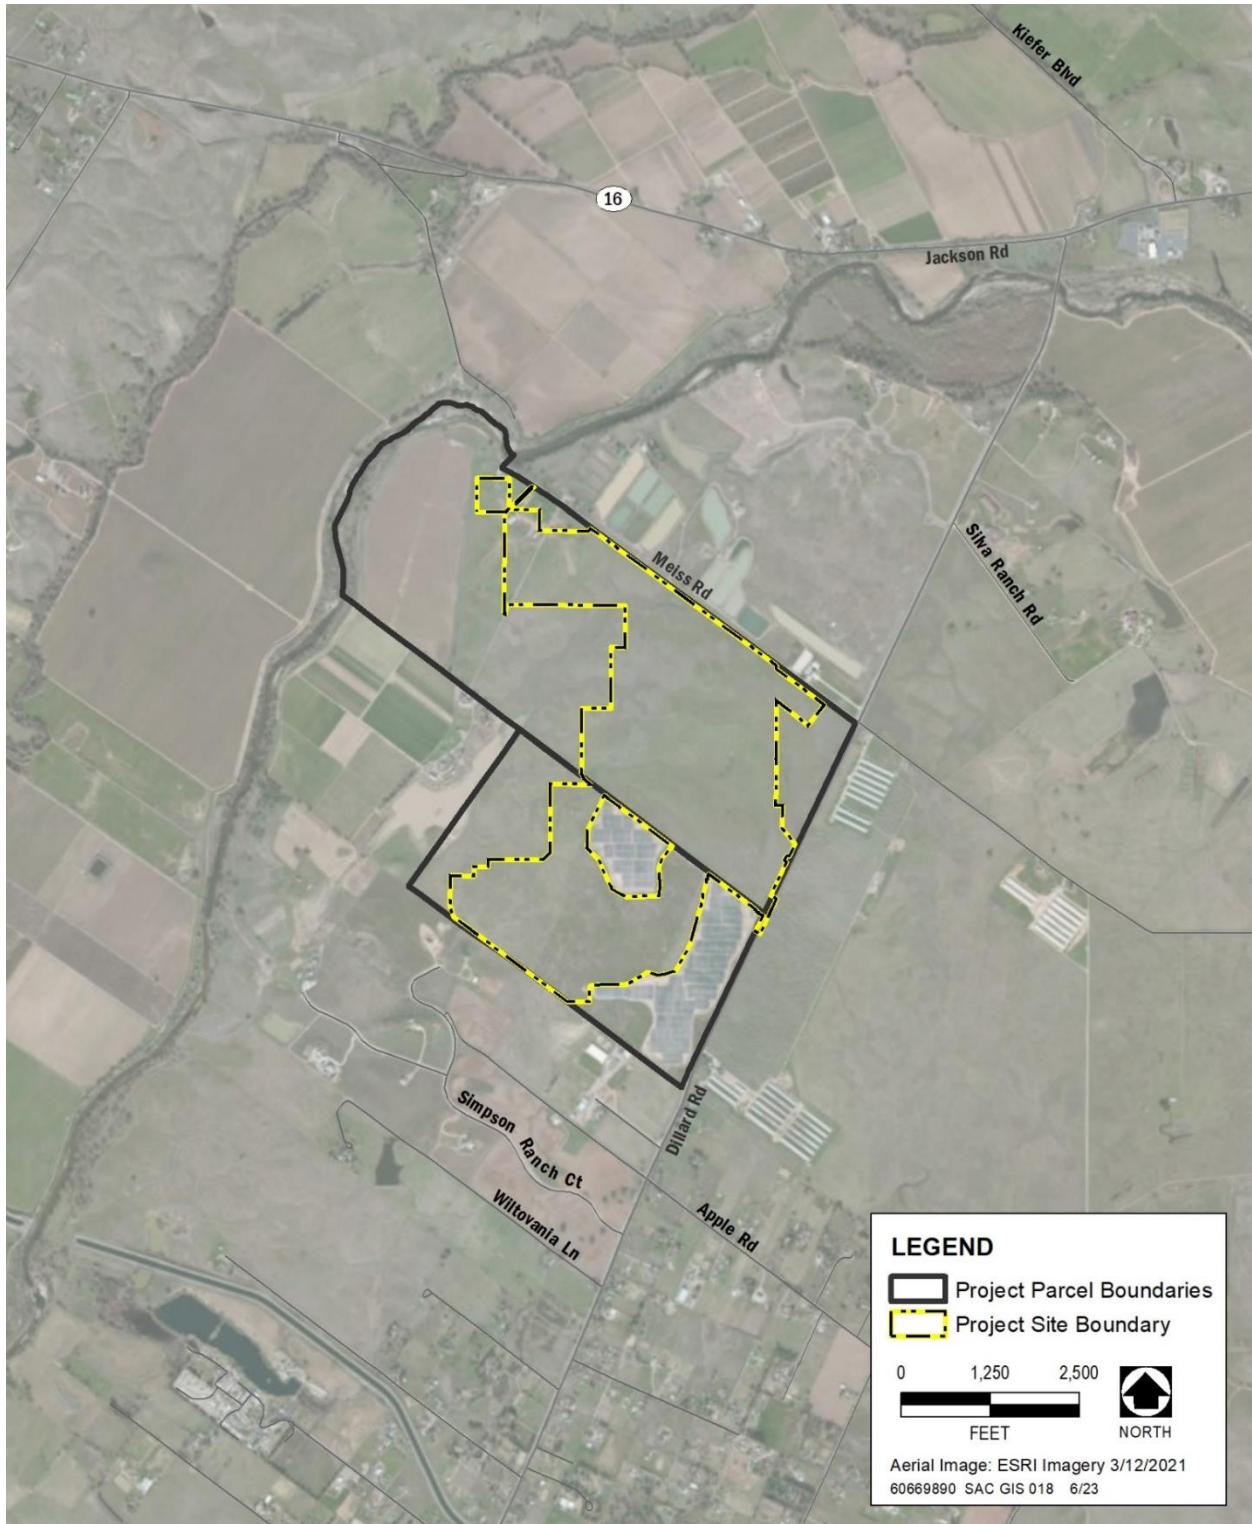 Kiefer Blvd
16
Jackson Rd
Silva Ranch Rd
Meiss Rd
Dillard Rd
Simpson Ranch Ct
Wiltovania Ln
Apple Rd
LEGEND
Project Parcel Boundaries
Project Site Boundary
0 1,250 2,500
FEET
NORTH
Aerial Image: ESRI Imagery 3/12/2021
60669890 SAC GIS 018 6/23